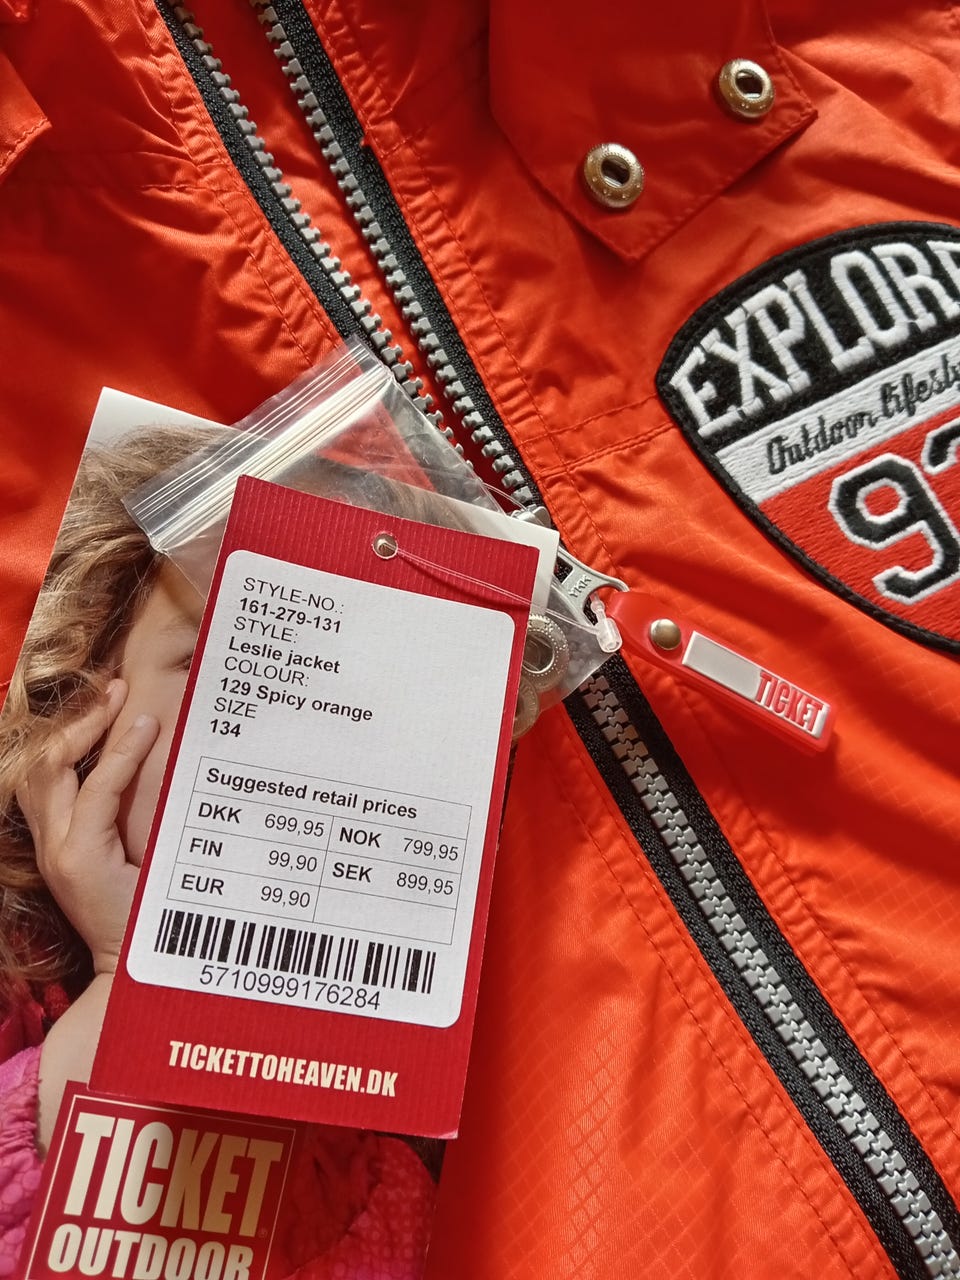 EXPLORE
Outdoor lifesty
9
YKK
TICKET
STYLE-NO.:
161-279-131
STYLE:
Leslie jacket
COLOUR:
129 Spicy orange
SIZE
134
Suggested retail prices
DKK 699,95 NOK 799,95
FIN 99,90 SEK 899,95
EUR 99,90
5710999176284
TICKETTOHEAVEN.DK
TICKET
OUTDOOR